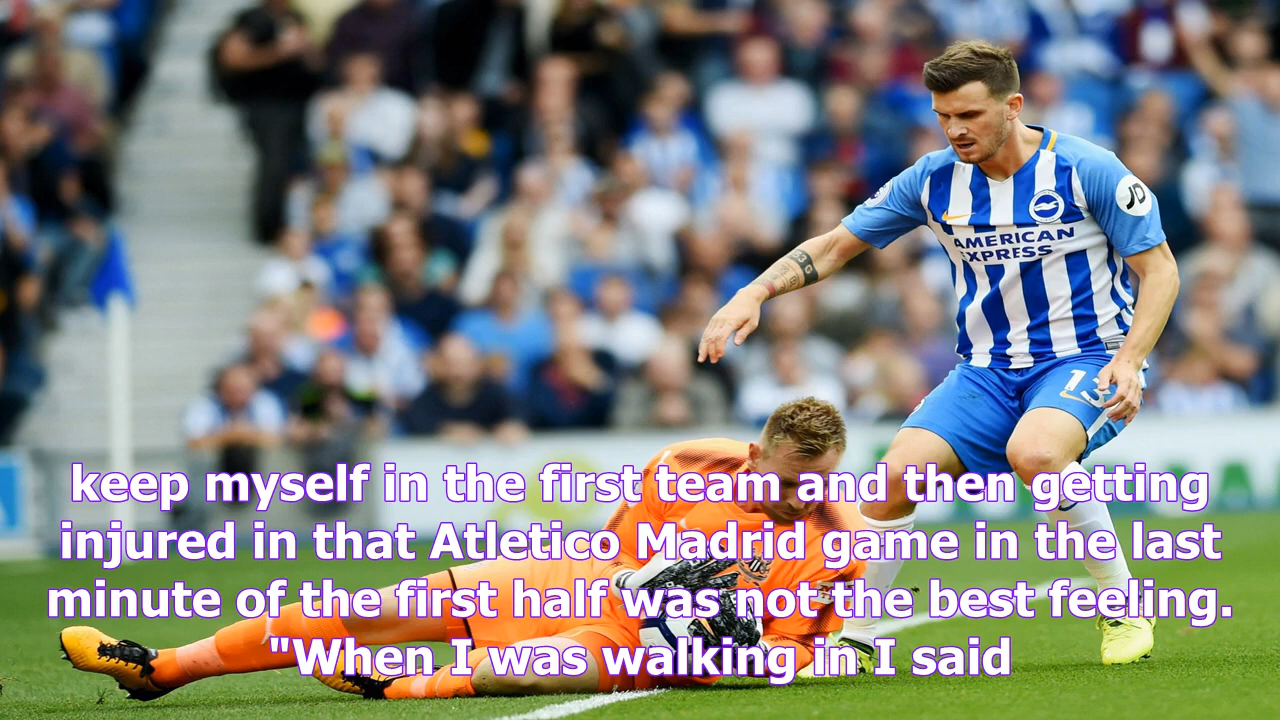 JD
AMERICAN
EXPRESS
13
keep myself in the first team and then getting
injured in that Atletico Madrid game in the last
minute of the first half was not the best feeling.
"When I was walking in I said